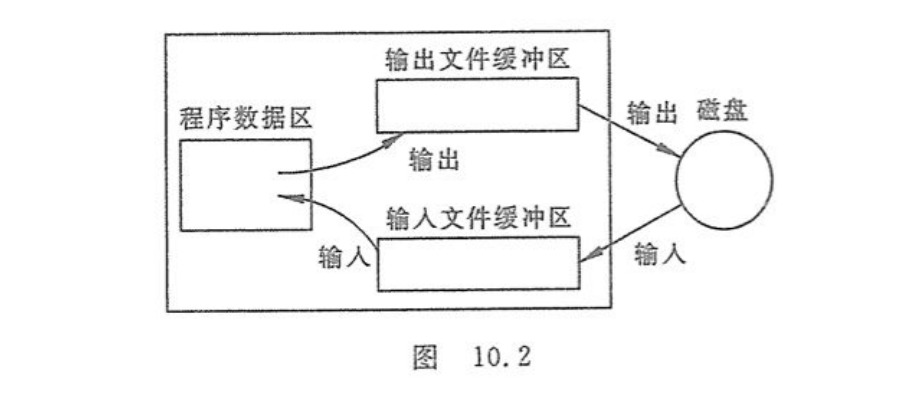 输出文件缓冲区
程序数据区
输出 磁盘
输出
输入文件缓冲区
输入
输入
图 10.2